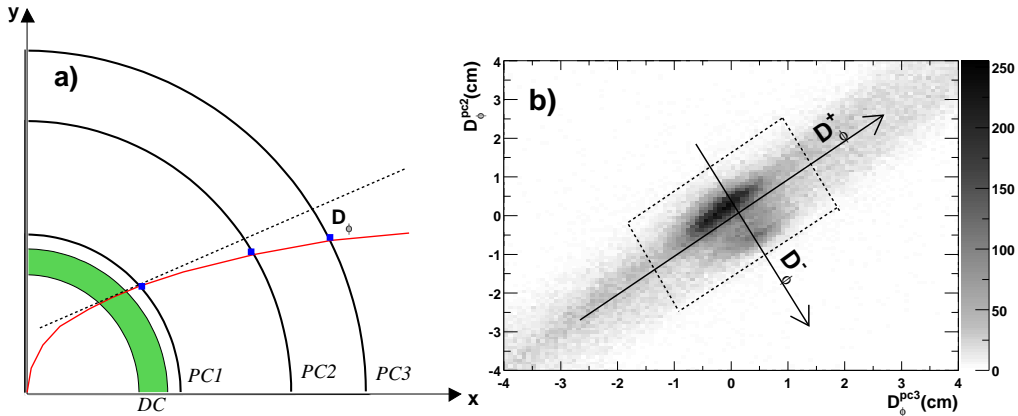 y
a)
D_ϕ
PC1
PC2
PC3
DC
x
b)
D_ϕ^pc2(cm)
4
3
2
1
0
-1
-2
-3
-4
-4
-3
-2
-1
0
1
2
3
4
D_ϕ^pc3(cm)
D_ϕ^+
D_ϕ^-
250
200
150
100
50
0